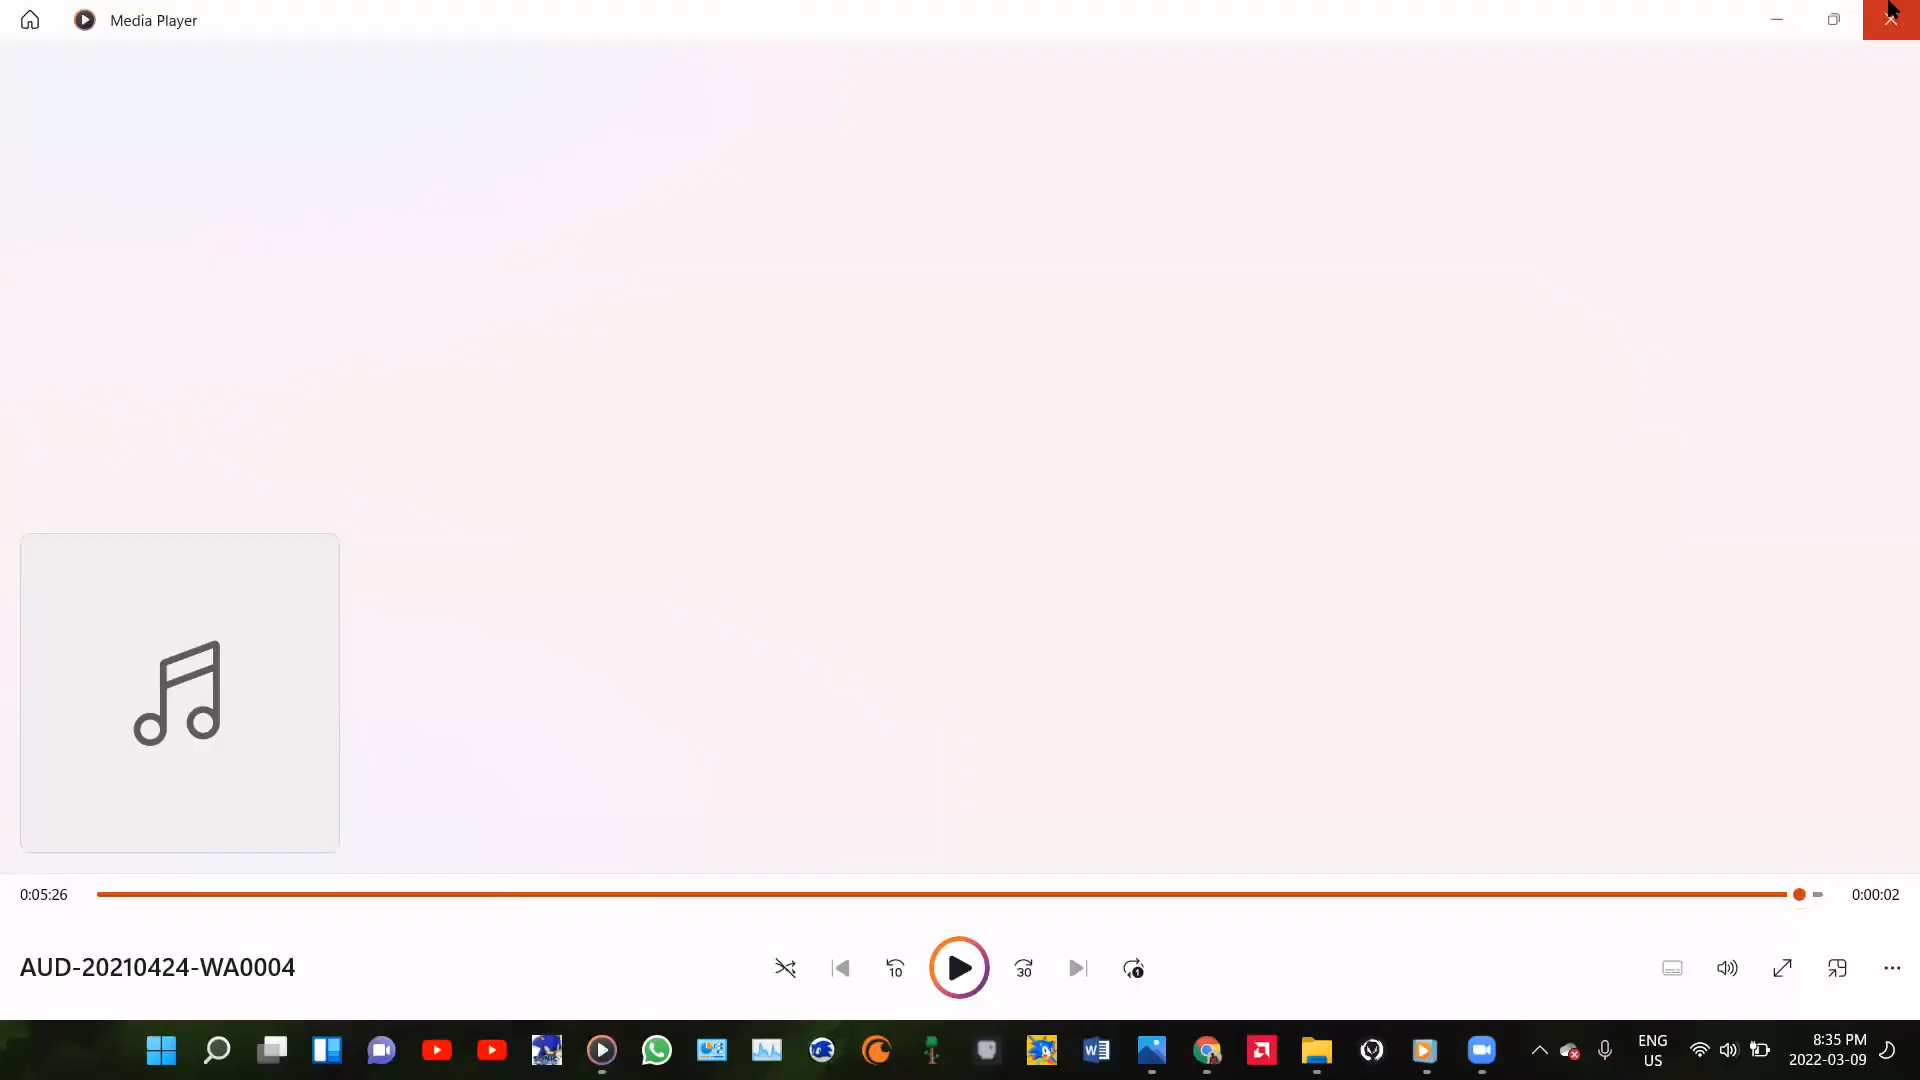 Media Player
0:05:26
0:00:02
AUD-20210424-WA0004
10
30
1
ENG
US
8:35 PM
2022-03-09